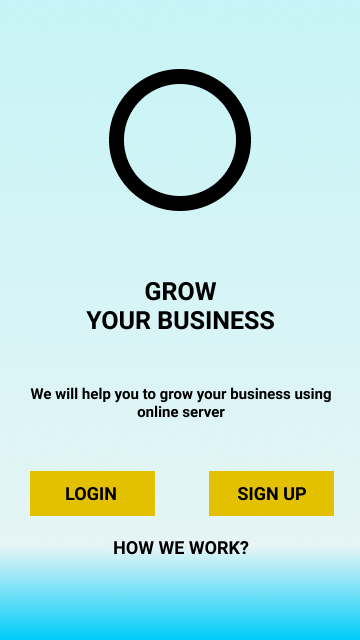 GROW
YOUR BUSINESS
We will help you to grow your business using
online server
LOGIN
SIGN UP
HOW WE WORK?